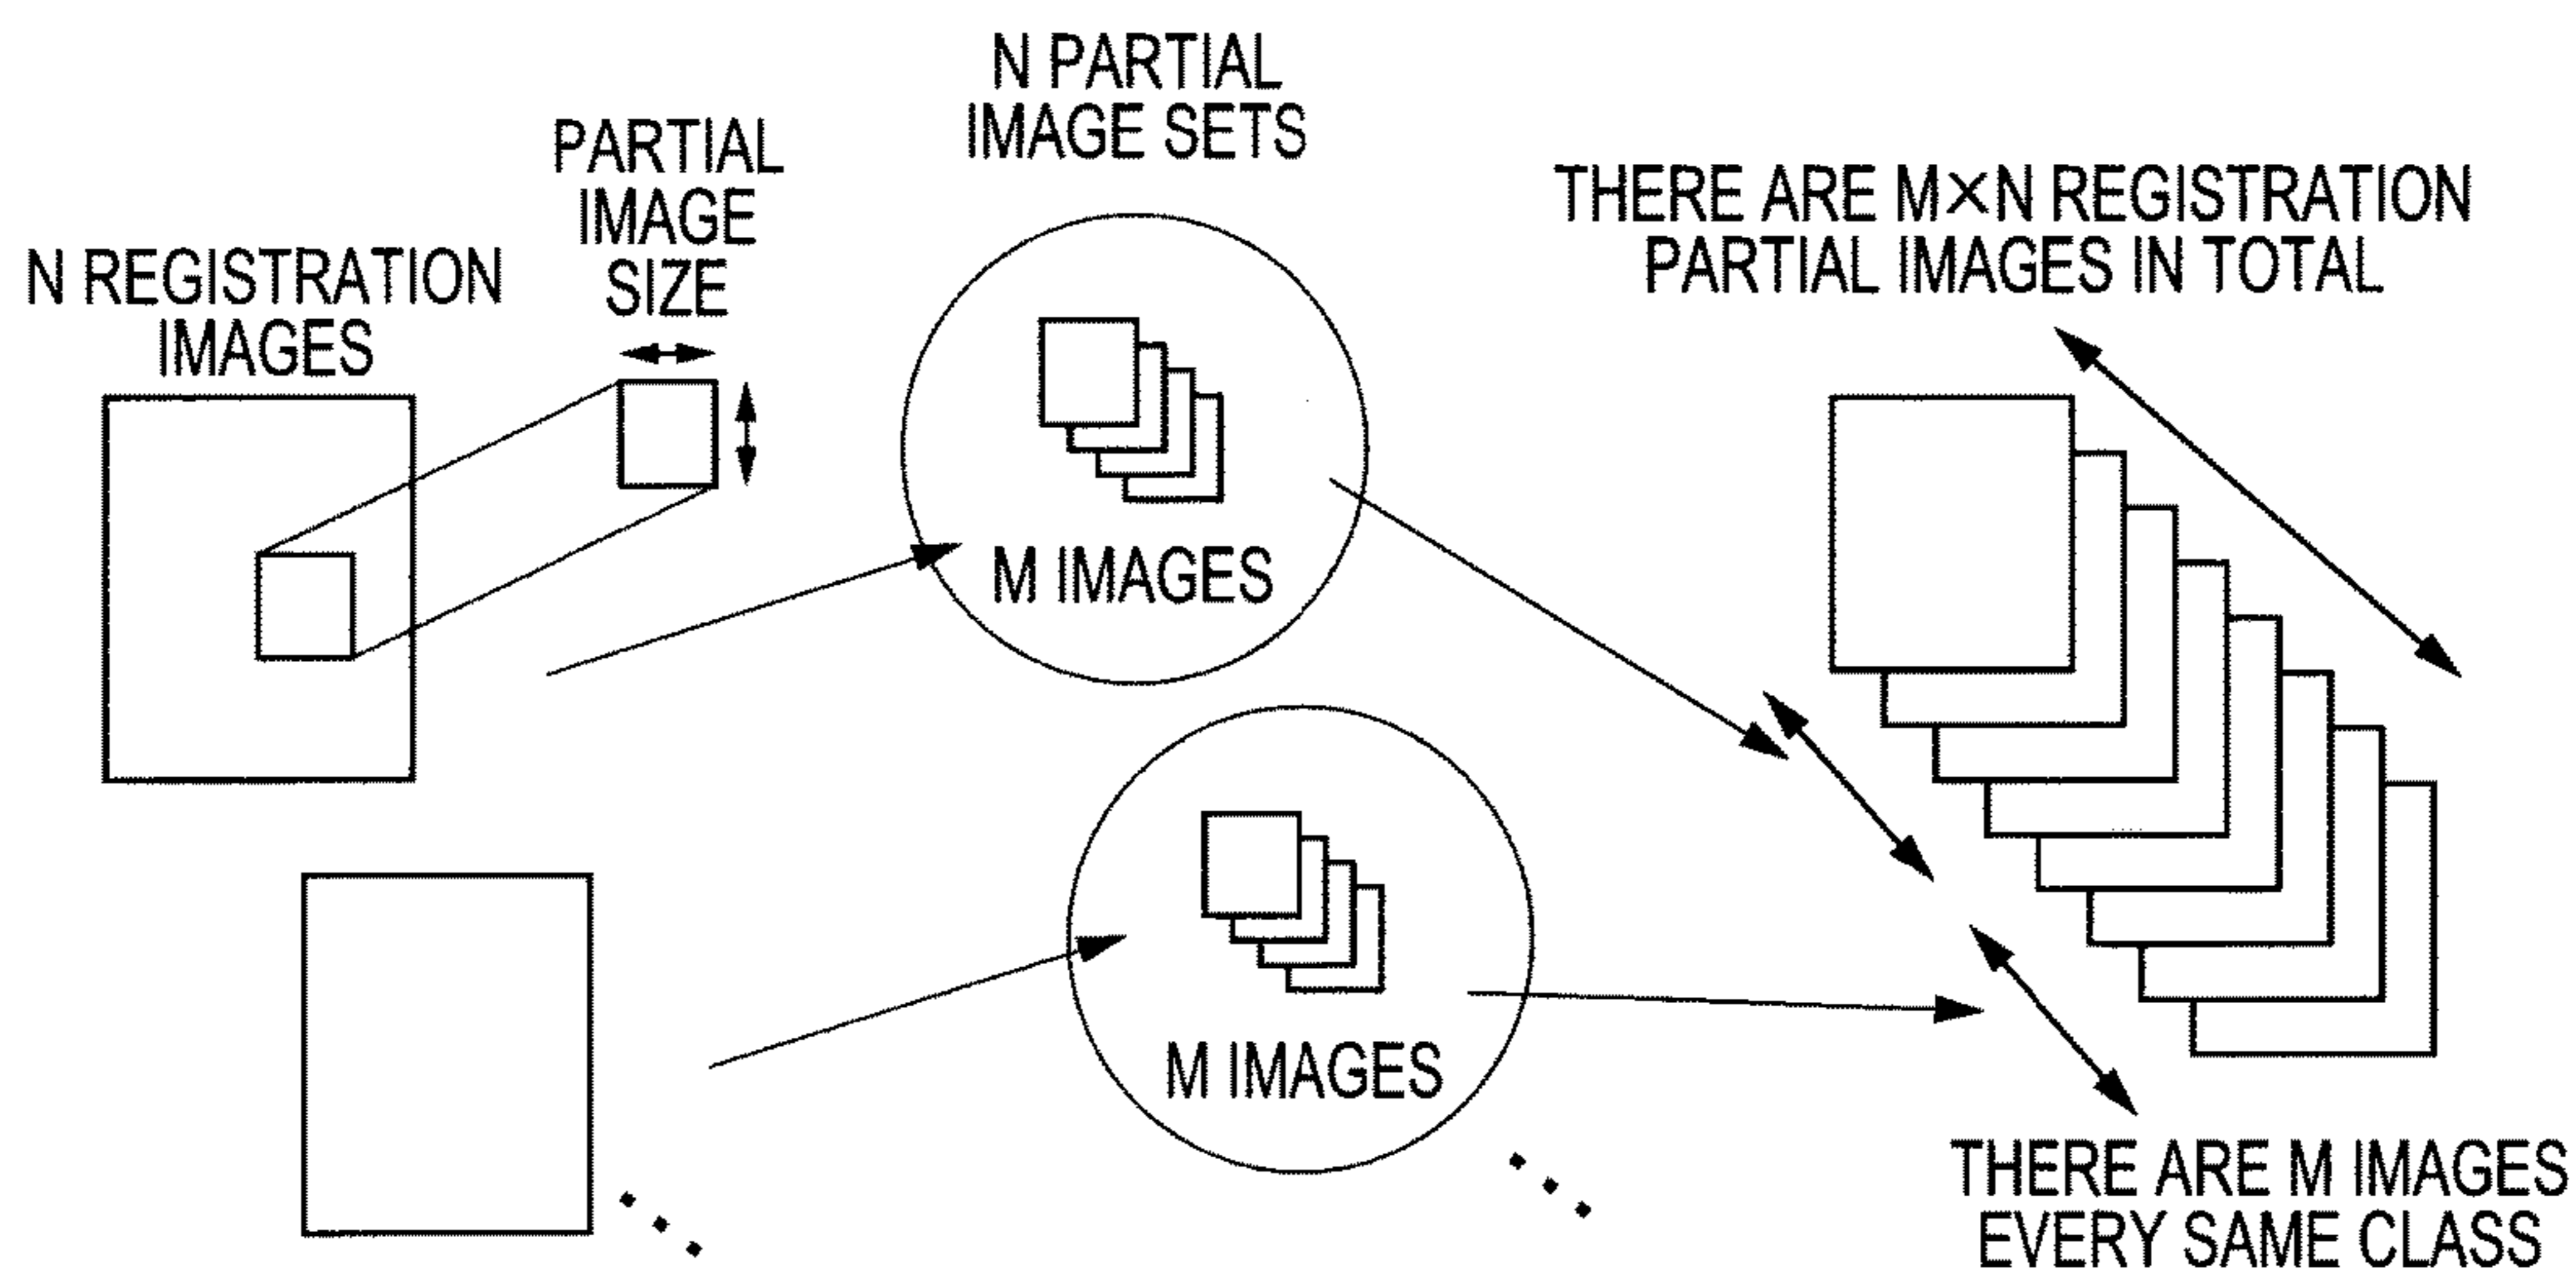 N REGISTRATION
IMAGES
PARTIAL
IMAGE
SIZE
N PARTIAL
IMAGE SETS
M IMAGES
M IMAGES
THERE ARE M×N REGISTRATION
PARTIAL IMAGES IN TOTAL
THERE ARE M IMAGES
EVERY SAME CLASS